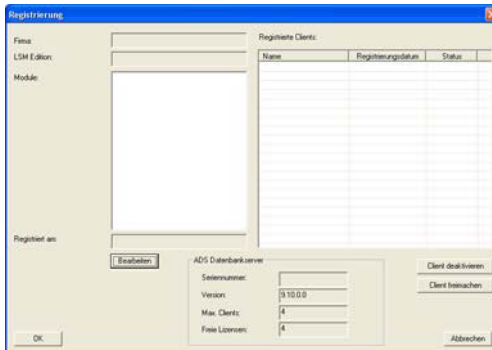 Registrierung
Firma:
LSM Edition:
Module:
Registriert am:
Bearbeiten
OK
Registrierte Clients:
Name Registrierungsdatum Status
ADS Datenbankserver
Seriennummer:
Version: 9.10.0.0
Max. Clients: 4
Freie Lizensen: 4
Client deaktivieren
Client freimachen
Abbrechen